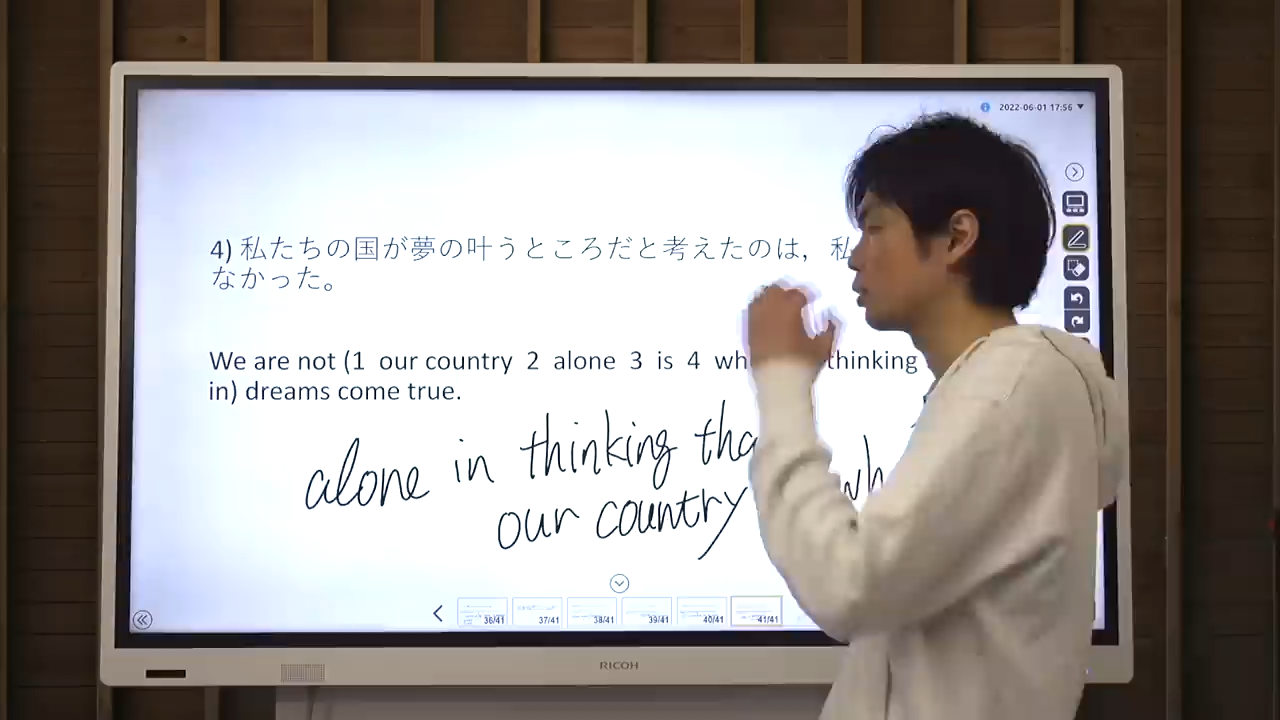 2022-06-01 17:56
4) 私たちの国が夢の叶うところだと考えたのは，私
なかった。
We are not (1 our country 2 alone 3 is 4 thinking
in) dreams come true.
alone in thinking
our country
36/41 37/41 38/41 39/41 40/41 41/41
RICOH